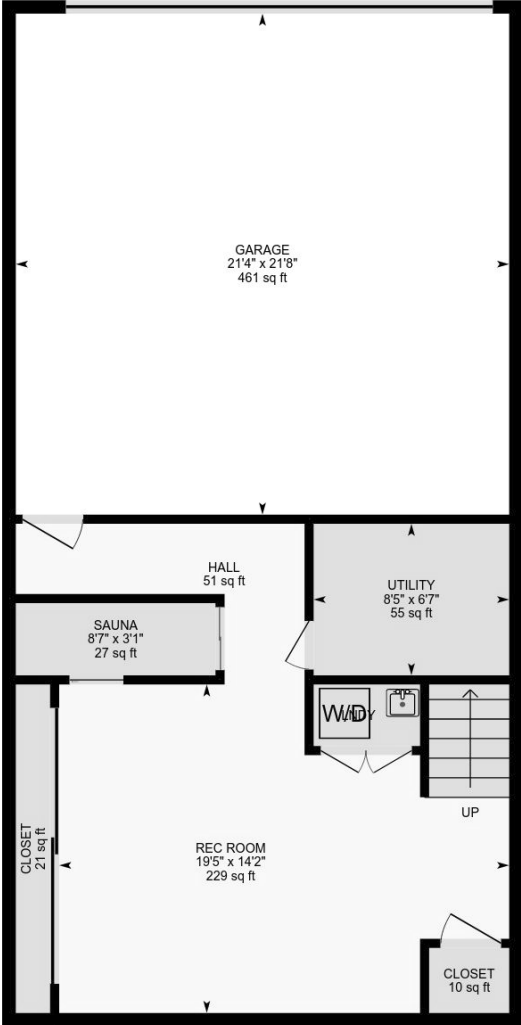 GARAGE
21'4" x 21'8"
461 sq ft
HALL
51 sq ft
UTILITY
8'5" x 6'7"
55 sq ft
SAUNA
8'7" x 3'1"
27 sq ft
W/D
LNDY
UP
CLOSET
21 sq ft
REC ROOM
19'5" x 14'2"
229 sq ft
CLOSET
10 sq ft